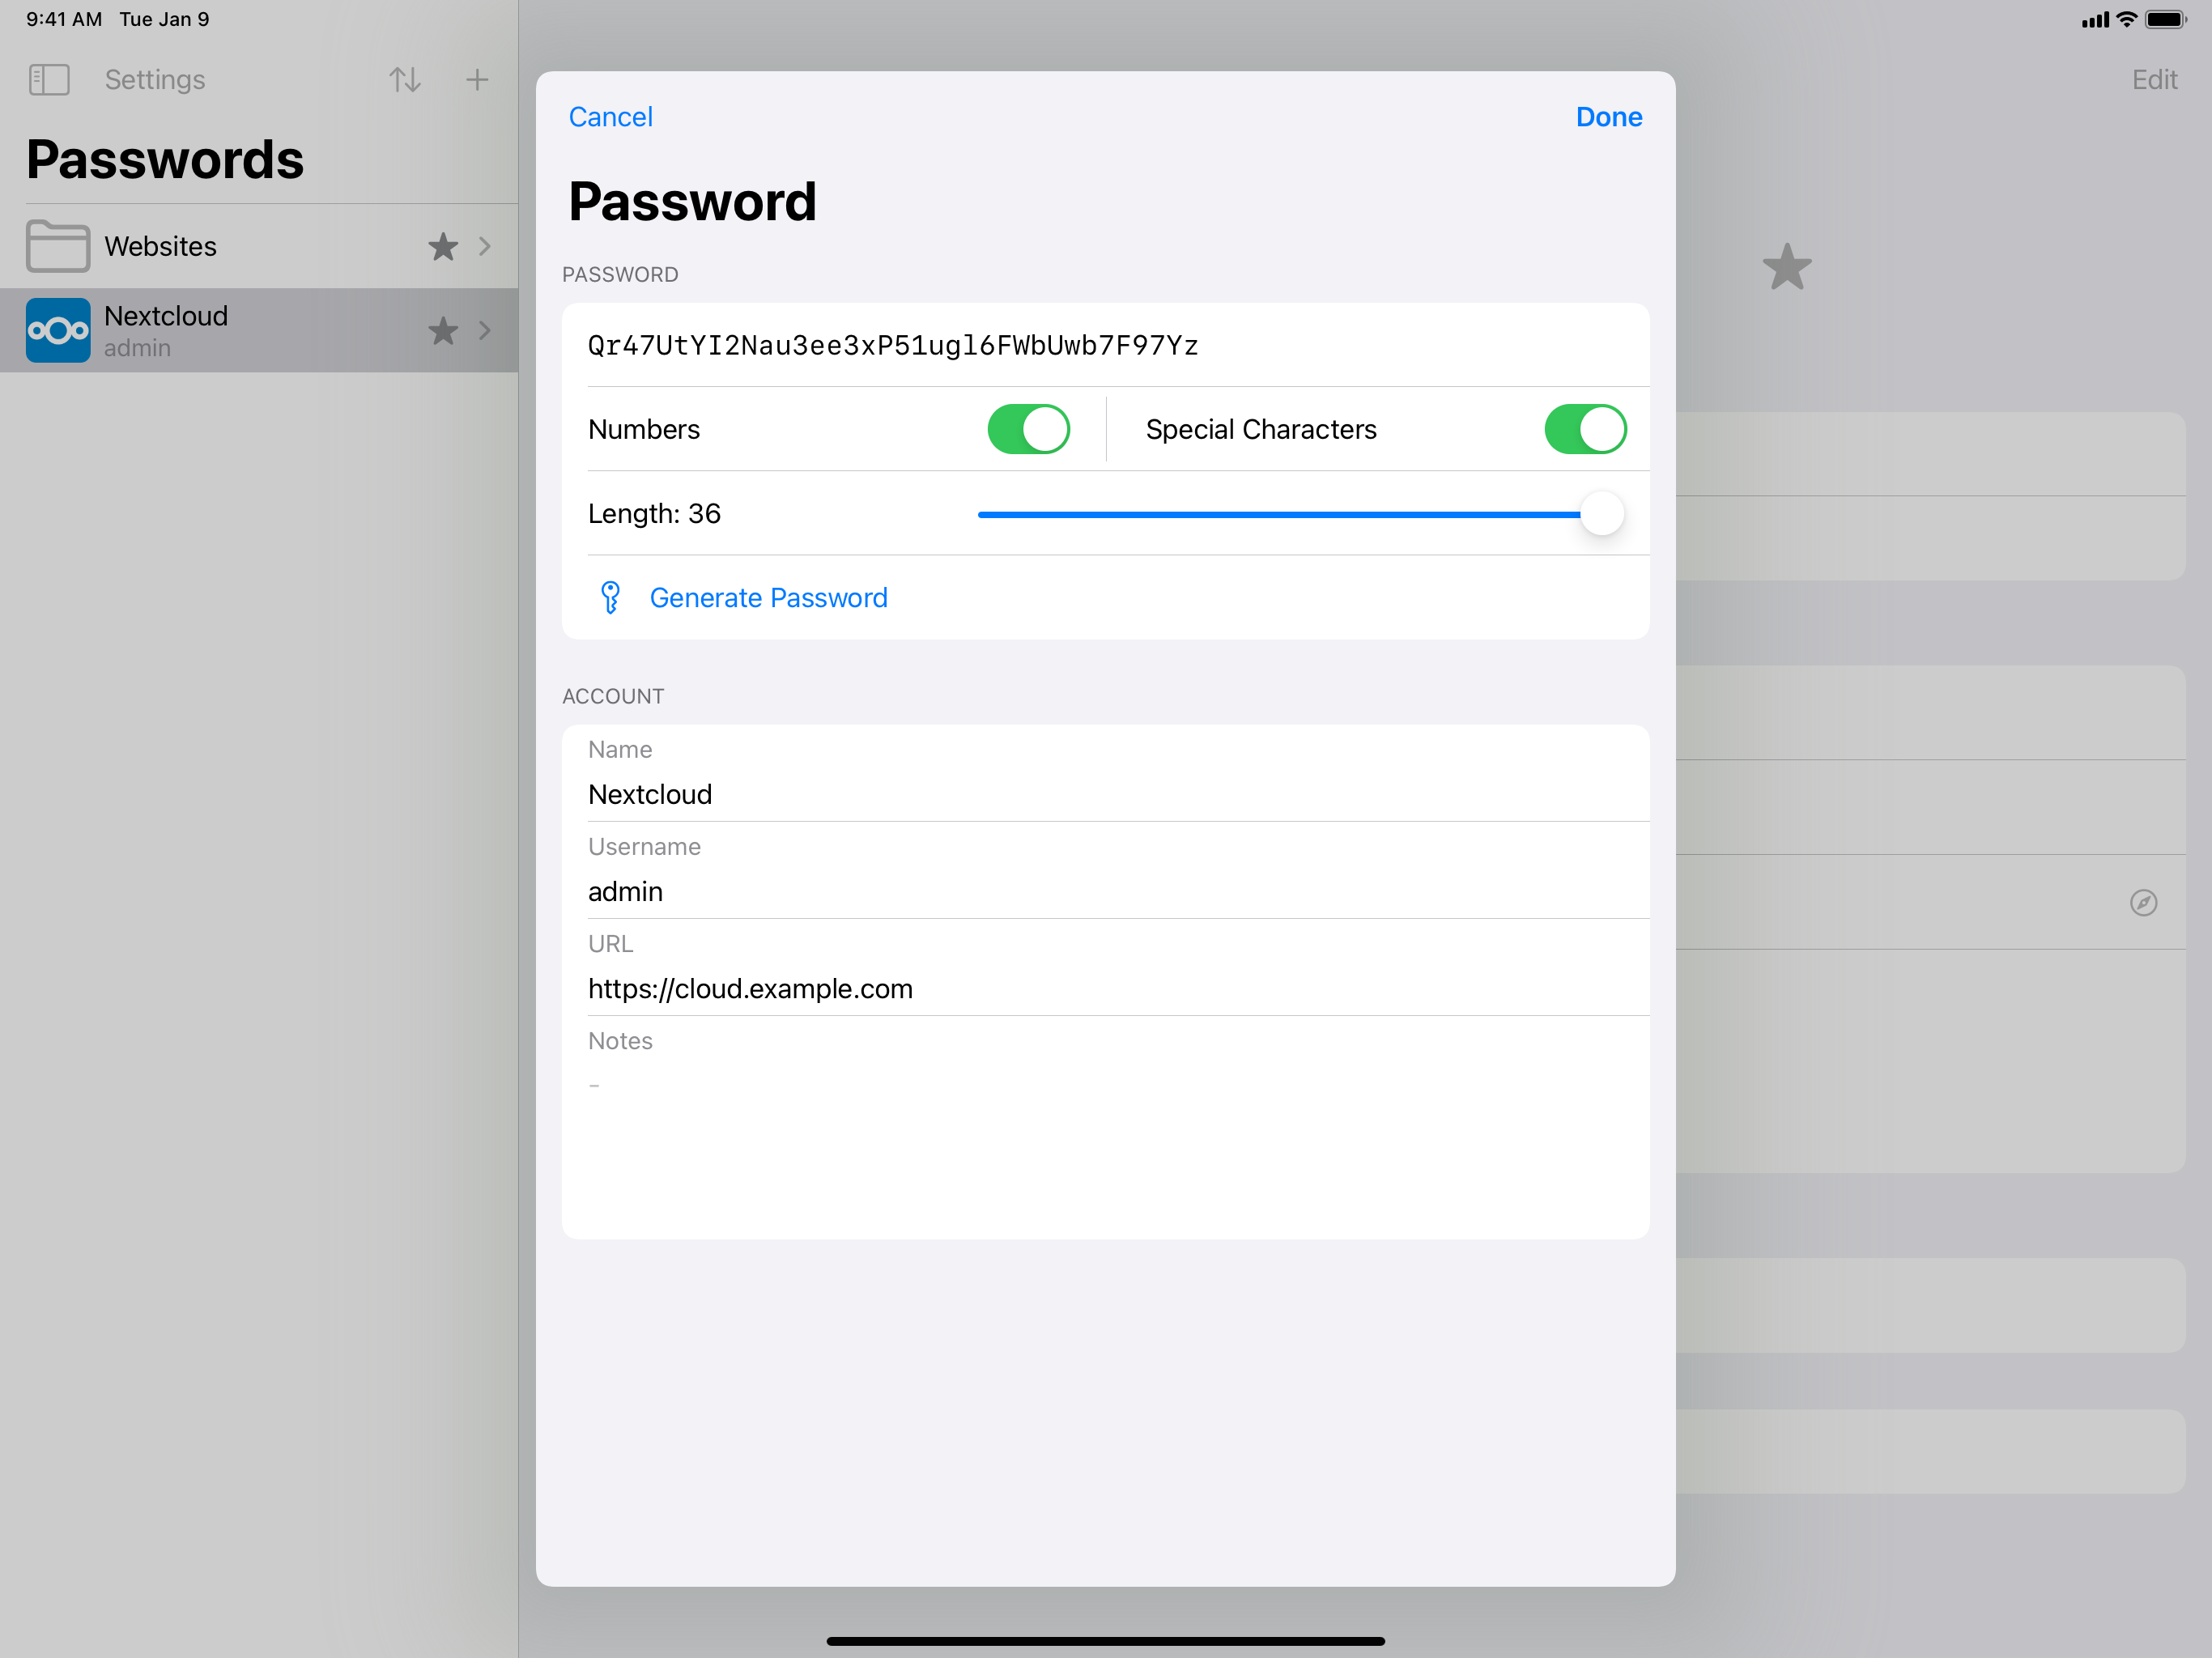 9:41 AM Tue Jan 9
Settings
Edit
Passwords
Websites
Nextcloud
admin
Cancel
Done
Password
PASSWORD
Qr47UtYI2Nau3ee3xP51ugl6FWbUwb7F97Yz
Numbers
Special Characters
Length: 36
Generate Password
ACCOUNT
Name
Nextcloud
Username
admin
URL
https://cloud.example.com
Notes
-